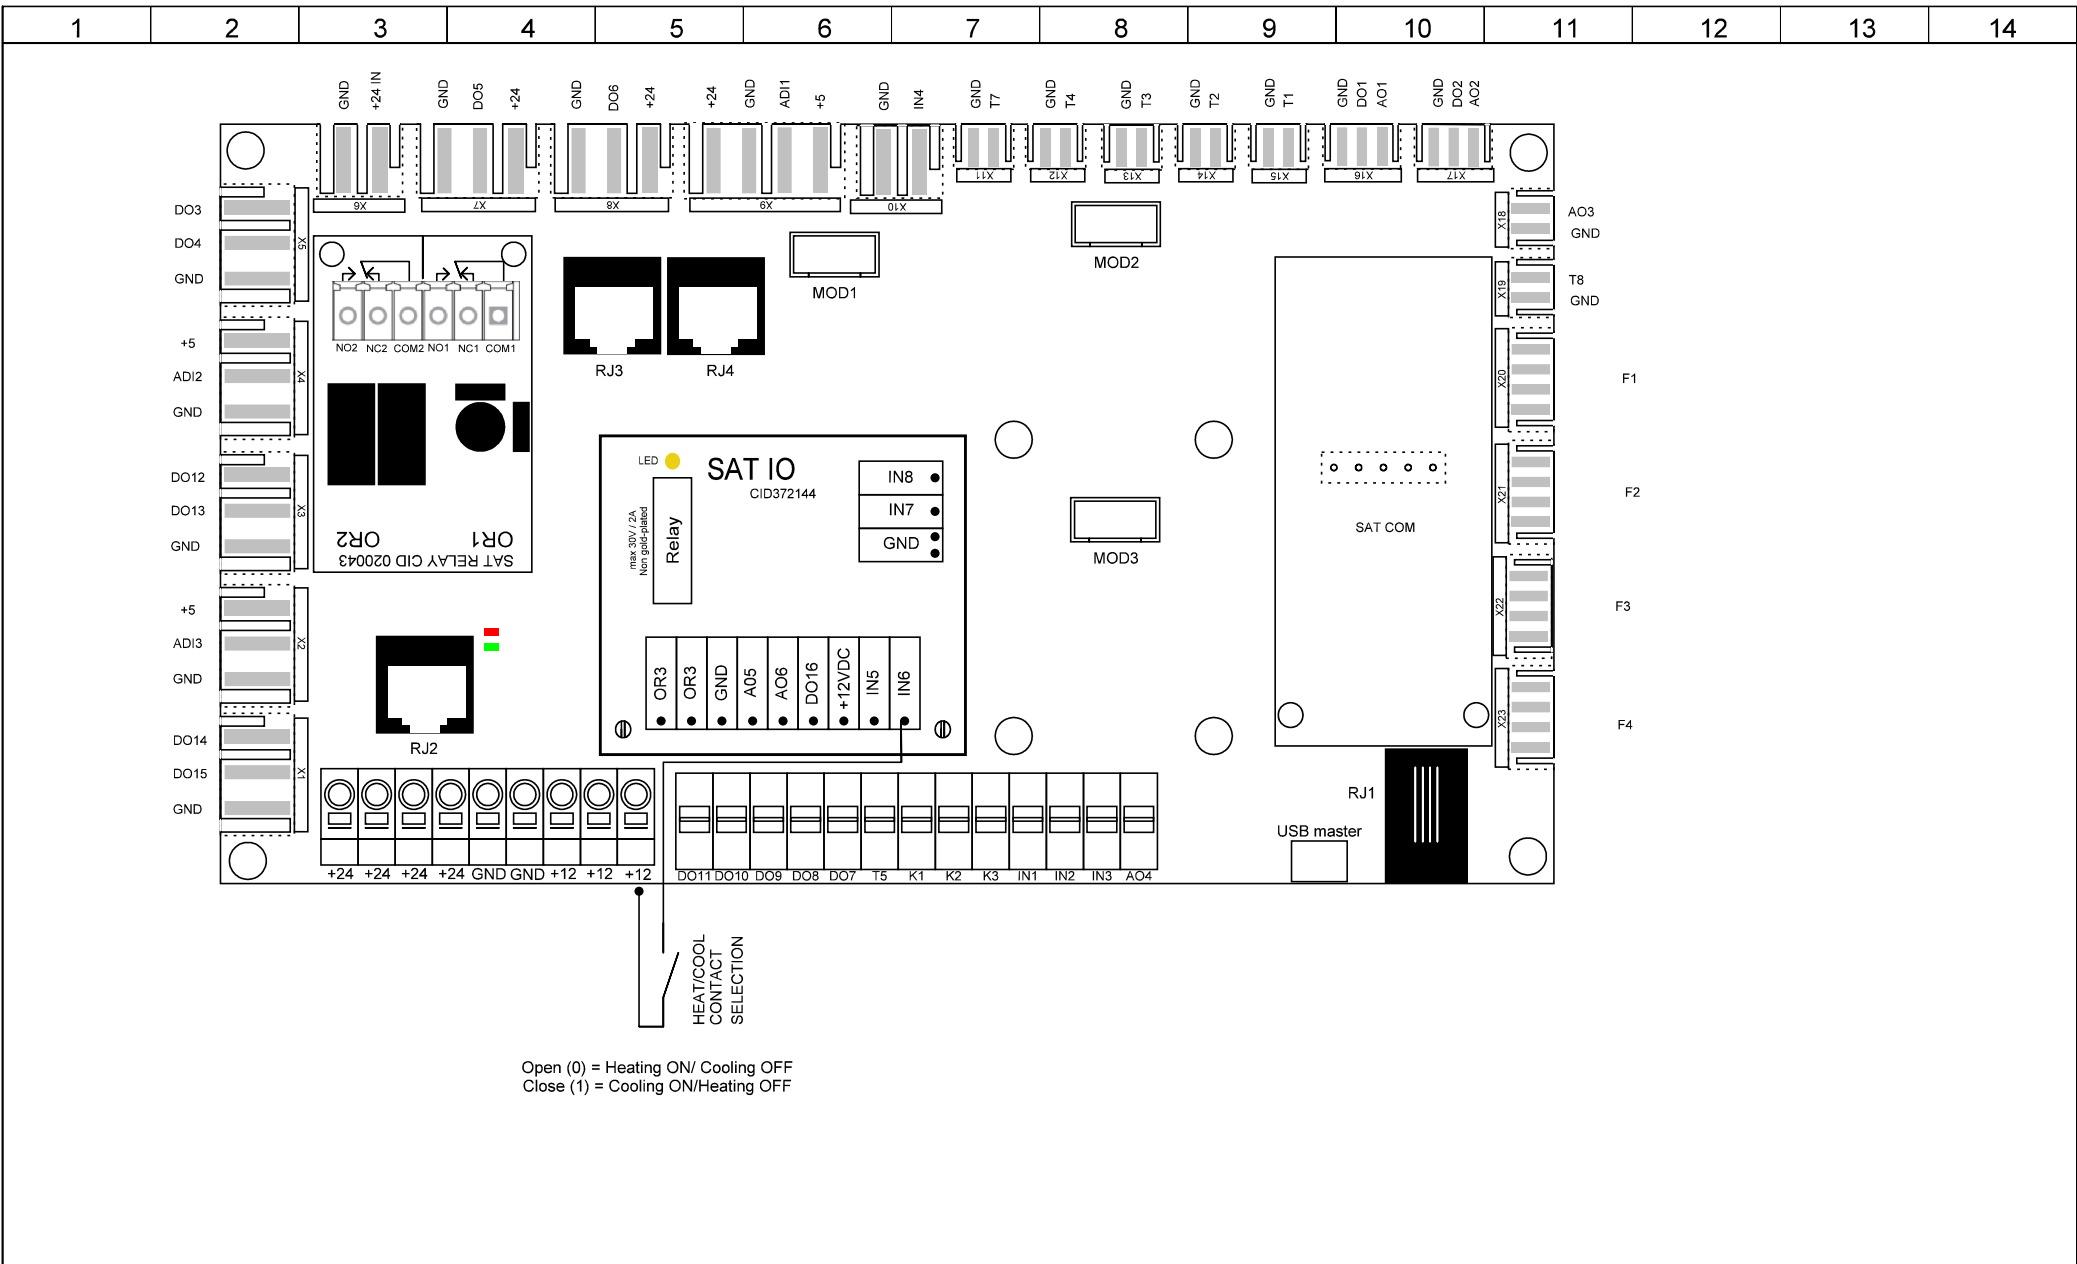 1 2 3 4 5 6 7 8 9 10 11 12 13 14
GND +24 IN GND DO5 +24 GND DO6 +24 +24 GND ADI1 +5 GND IN4 GND T7 GND T4 GND T3 GND T2 GND T1 GND DO1 AO1 GND DO2 AO2
X6 X7 X8 X9 X10 X11 X12 X13 X14 X15 X16 X17
DO3
DO4
GND
X5
+5
ADI2
GND
X4
DO12
DO13
GND
X3
+5
ADI3
GND
X2
DO14
DO15
GND
X1
NO2 NC2 COM2 NO1 NC1 COM1
OR2 OR1
SAT RELAY CID 020043
RJ3
RJ4
MOD1
MOD2
MOD3
LED
SAT IO
CID372144
max 30V / 2A
Non gold-plated
Relay
IN8
IN7
GND
OR3 OR3 GND A05 AO6 DO16 +12VDC IN5 IN6
RJ2
SAT COM
X18
AO3
GND
X19
T8
GND
X20
F1
X21
F2
X22
F3
X23
F4
RJ1
USB master
+24 +24 +24 +24 GND GND +12 +12 +12
DO11 DO10 DO9 DO8 DO7 T5 K1 K2 K3 IN1 IN2 IN3 AO4
HEAT/COOL
CONTACT
SELECTION
Open (0) = Heating ON/ Cooling OFF
Close (1) = Cooling ON/Heating OFF